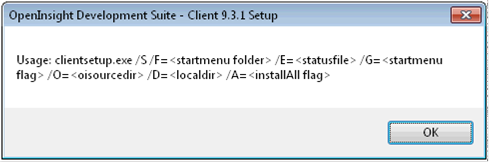 OpenInsight Development Suite - Client 9.3.1 Setup
Usage: clientsetup.exe /S /F= <startmenu folder> /E= <statusfile> /G= <startmenu
flag> /O= <oisourcedir> /D= <localdir> /A= <installAll flag>
OK